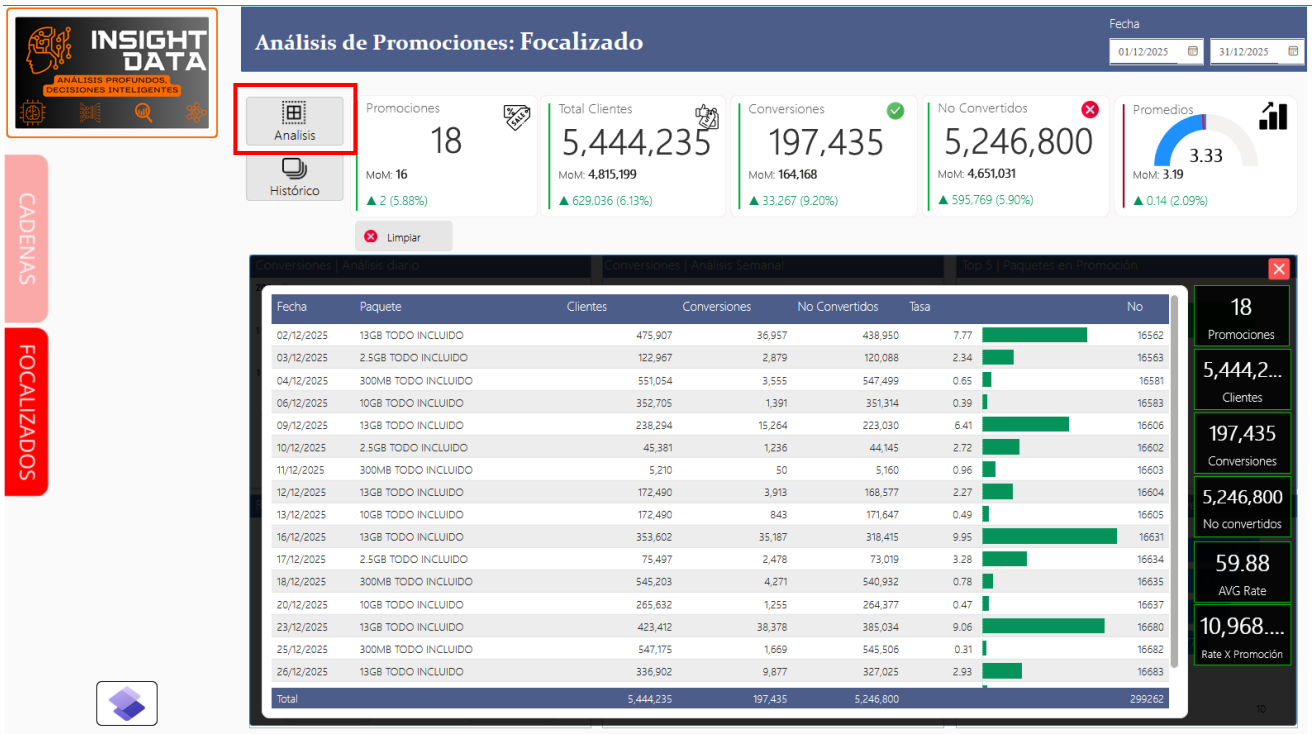 INSIGHT
DATA
ANÁLISIS PROFUNDOS,
DECISIONES INTELIGENTES
Análisis de Promociones: Focalizado
Fecha
01/12/2025 31/12/2025
Analisis
Histórico
Promociones
SALE
18
MoM: 16
▲ 2 (5.88%)
Total Clientes
5,444,235
MoM: 4,815,199
▲ 629,036 (6.13%)
Conversiones
197,435
MoM: 164,168
▲ 33,267 (9.20%)
No Convertidos
5,246,800
MoM: 4,651,031
▲ 595,769 (5.90%)
Promedios
3.33
MoM: 3.19
▲ 0.14 (2.09%)
Limpiar
CADENAS
FOCALIZADOS
Conversiones | Análisis diario
Conversiones | Análisis Semanal
Top 5 | Paquetes en Promoción
Fecha Paquete Clientes Conversiones No Convertidos Tasa No
02/12/2025 13GB TODO INCLUIDO 475,907 36,957 438,950 7.77 16562
03/12/2025 2.5GB TODO INCLUIDO 122,967 2,879 120,088 2.34 16563
04/12/2025 300MB TODO INCLUIDO 551,054 3,555 547,499 0.65 16581
06/12/2025 10GB TODO INCLUIDO 352,705 1,391 351,314 0.39 16583
09/12/2025 13GB TODO INCLUIDO 238,294 15,264 223,030 6.41 16606
10/12/2025 2.5GB TODO INCLUIDO 45,381 1,236 44,145 2.72 16602
11/12/2025 300MB TODO INCLUIDO 5,210 50 5,160 0.96 16603
12/12/2025 13GB TODO INCLUIDO 172,490 3,913 168,577 2.27 16604
13/12/2025 10GB TODO INCLUIDO 172,490 843 171,647 0.49 16605
16/12/2025 13GB TODO INCLUIDO 353,602 35,187 318,415 9.95 16631
17/12/2025 2.5GB TODO INCLUIDO 75,497 2,478 73,019 3.28 16634
18/12/2025 300MB TODO INCLUIDO 545,203 4,271 540,932 0.78 16635
20/12/2025 10GB TODO INCLUIDO 265,632 1,255 264,377 0.47 16637
23/12/2025 13GB TODO INCLUIDO 423,412 38,378 385,034 9.06 16680
25/12/2025 300MB TODO INCLUIDO 547,175 1,669 545,506 0.31 16682
26/12/2025 13GB TODO INCLUIDO 336,902 9,877 327,025 2.93 16683
Total 5,444,235 197,435 5,246,800 299262
18
Promociones
5,444,2...
Clientes
197,435
Conversiones
5,246,800
No convertidos
59.88
AVG Rate
10,968....
Rate X Promoción
10